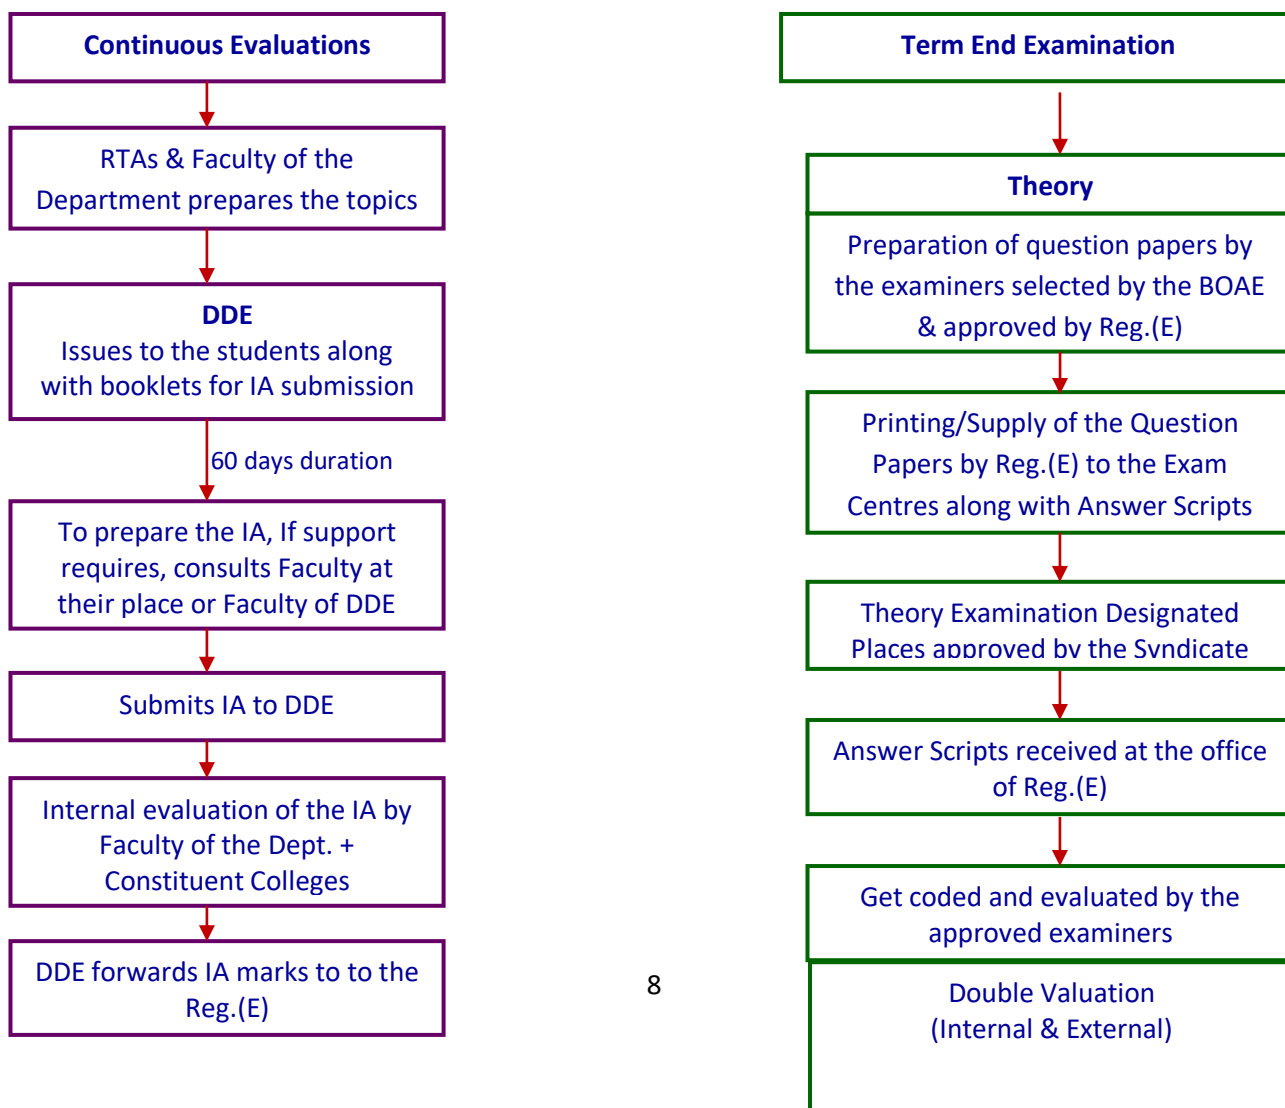 Continuous Evaluations
RTAs & Faculty of the
Department prepares the topics
DDE
Issues to the students along
with booklets for IA submission
60 days duration
To prepare the IA, If support
requires, consults Faculty at
their place or Faculty of DDE
Submits IA to DDE
Internal evaluation of the IA by
Faculty of the Dept. +
Constituent Colleges
DDE forwards IA marks to to the
Reg.(E)
Term End Examination
Theory
Preparation of question papers by
the examiners selected by the BOAE
& approved by Reg.(E)
Printing/Supply of the Question
Papers by Reg.(E) to the Exam
Centres along with Answer Scripts
Theory Examination Designated
Places approved by the Syndicate
Answer Scripts received at the office
of Reg.(E)
Get coded and evaluated by the
approved examiners
Double Valuation
(Internal & External)
8